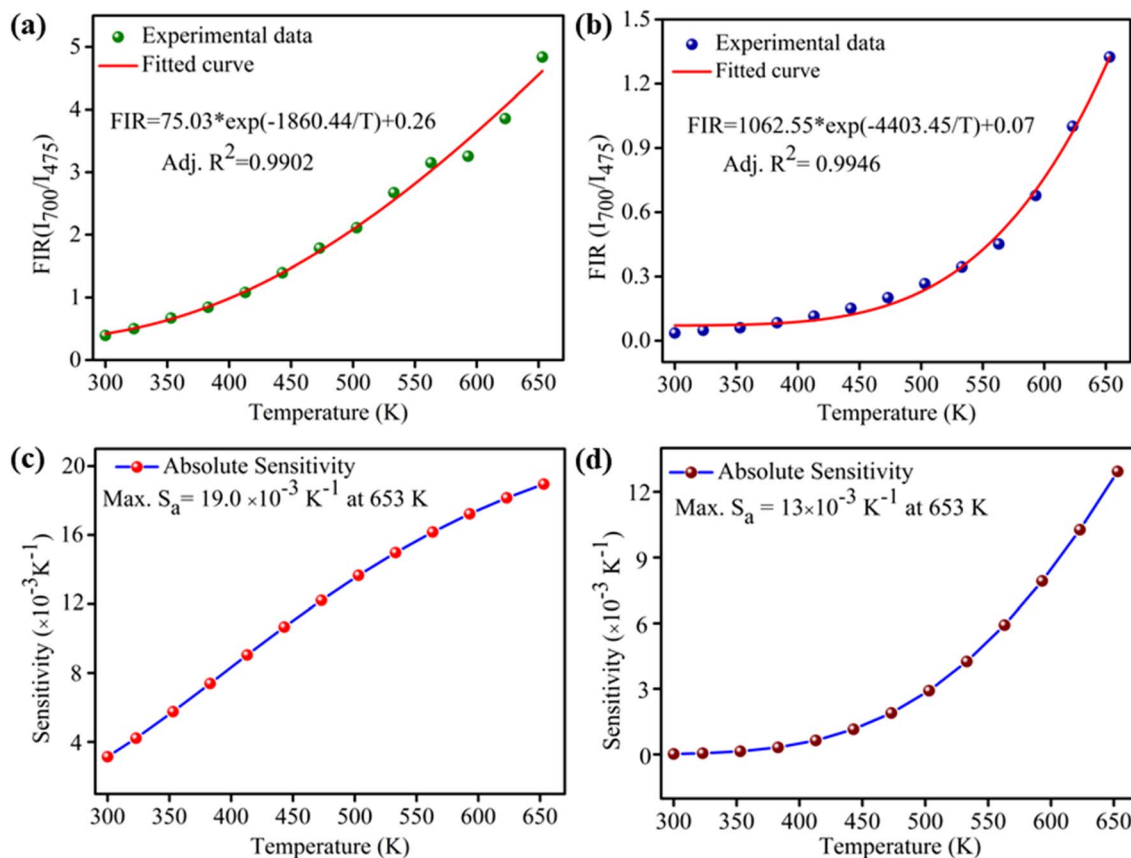 (a)
Experimental data
Fitted curve
FIR=75.03*exp(-1860.44/T)+0.26
Adj. R²=0.9902
FIR(I₇₀₀/I₄₇₅)
5
4
3
2
1
0
300 350 400 450 500 550 600 650
Temperature (K)
(b)
Experimental data
Fitted curve
FIR=1062.55*exp(-4403.45/T)+0.07
Adj. R²= 0.9946
FIR (I₇₀₀/I₄₇₅)
1.5
1.2
0.9
0.6
0.3
0.0
300 350 400 450 500 550 600 650
Temperature (K)
(c)
Absolute Sensitivity
Max. Sₐ = 19.0 ×10⁻³ K⁻¹ at 653 K
Sensitivity (×10⁻³K⁻¹)
20
16
12
8
4
300 350 400 450 500 550 600 650
Temperature (K)
(d)
Absolute Sensitivity
Max. Sₐ = 13×10⁻³ K⁻¹ at 653 K
Sensitivity (×10⁻³ K⁻¹)
12
9
6
3
0
300 350 400 450 500 550 600 650
Temperature (K)